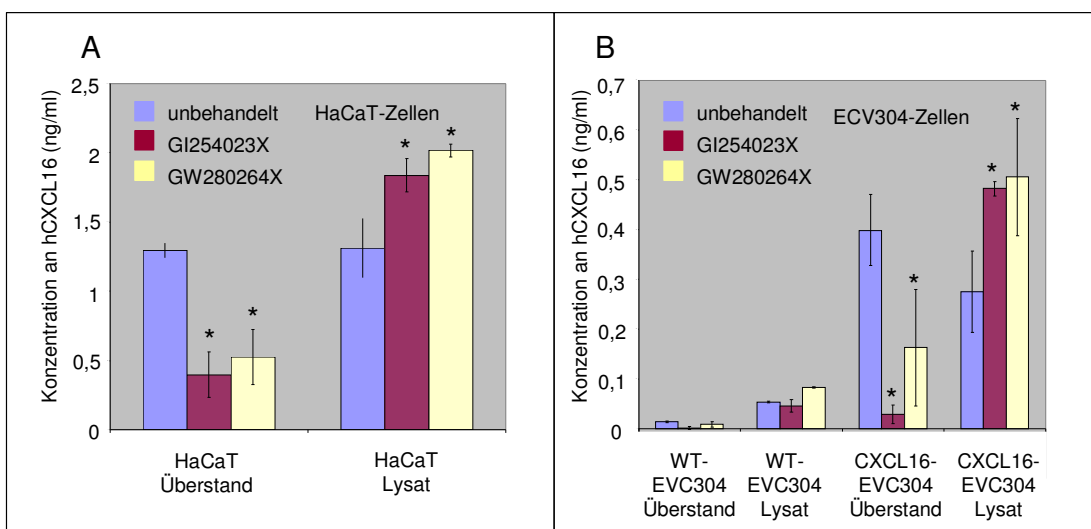 A
Konzentration an hCXCL16 (ng/ml)
2,5
2
1,5
1
0,5
0
unbehandelt
GI254023X
GW280264X
HaCaT-Zellen
*
*
*
*
HaCaT
Überstand
HaCaT
Lysat
B
Konzentration an hCXCL16 (ng/ml)
0,7
0,6
0,5
0,4
0,3
0,2
0,1
0
unbehandelt
GI254023X
GW280264X
ECV304-Zellen
*
*
*
*
WT-
EVC304
Überstand
WT-
EVC304
Lysat
CXCL16-
EVC304
Überstand
CXCL16-
EVC304
Lysat